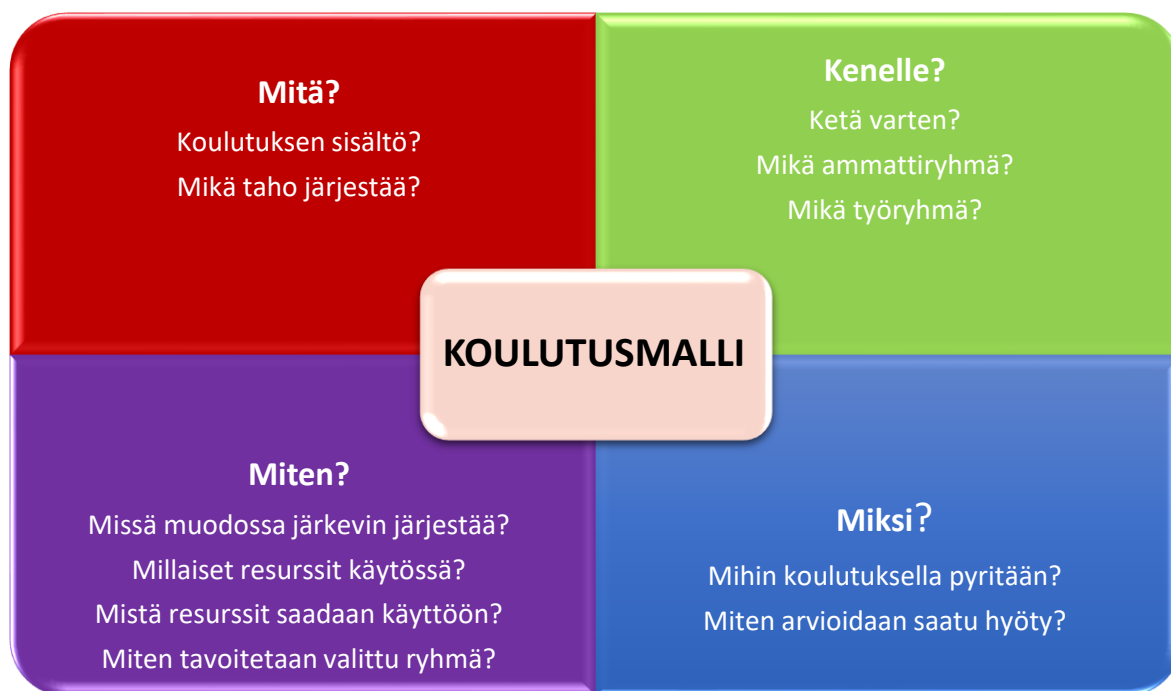 Mitä?
Koulutuksen sisältö?
Mikä taho järjestää?
Kenelle?
Ketä varten?
Mikä ammattiryhmä?
Mikä työryhmä?
KOULUTUSMALLI
Miten?
Missä muodossa järkevin järjestää?
Millaiset resurssit käytössä?
Mistä resurssit saadaan käyttöön?
Miten tavoitetaan valittu ryhmä?
Miksi?
Mihin koulutuksella pyritään?
Miten arvioidaan saatu hyöty?